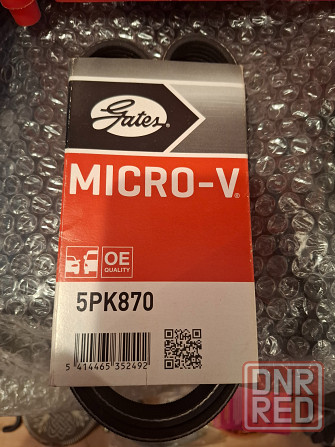 Gates
MICRO-V®
OE
QUALITY
5PK870
5 414465 352492
DNR
RED